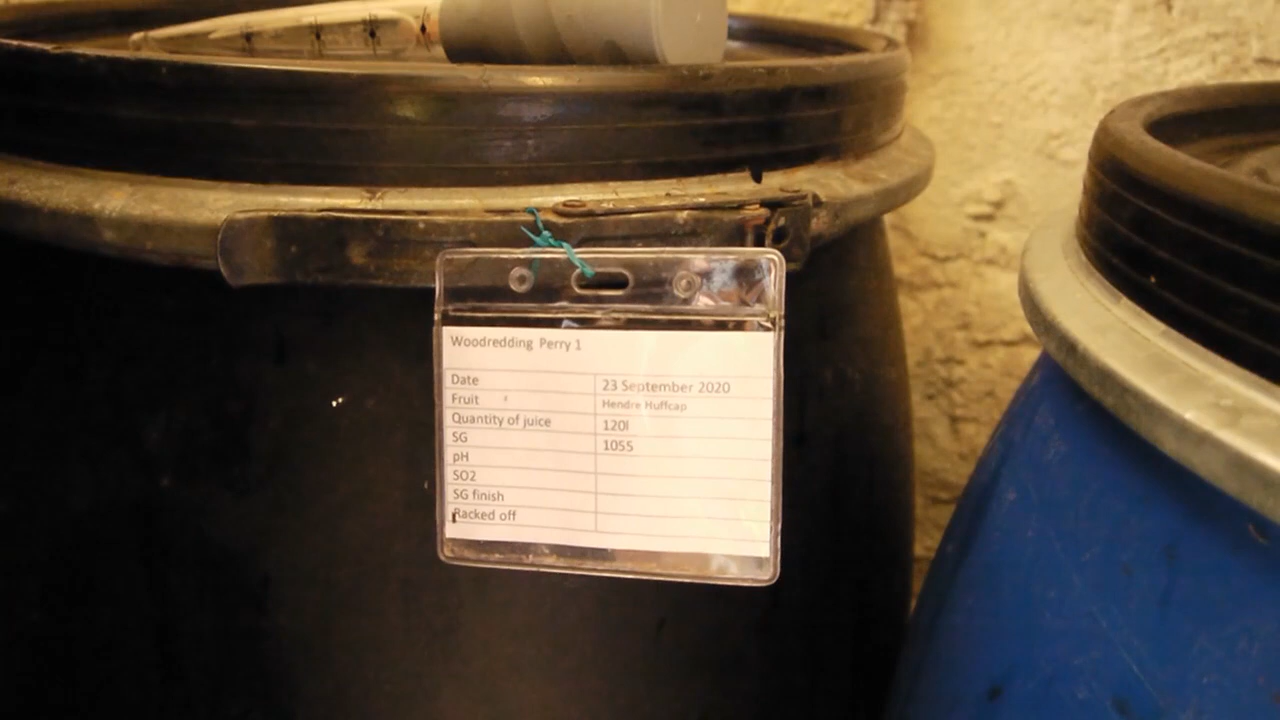 Woodredding Perry 1
Date 23 September 2020
Fruit Hendre Huffcap
Quantity of juice 120l
SG 1055
pH
SO2
SG finish
Racked off